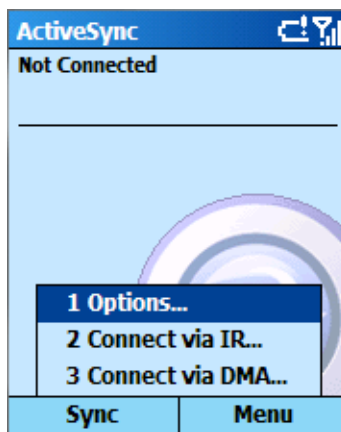 ActiveSync
Not Connected
1 Options...
2 Connect via IR...
3 Connect via DMA...
Sync Menu